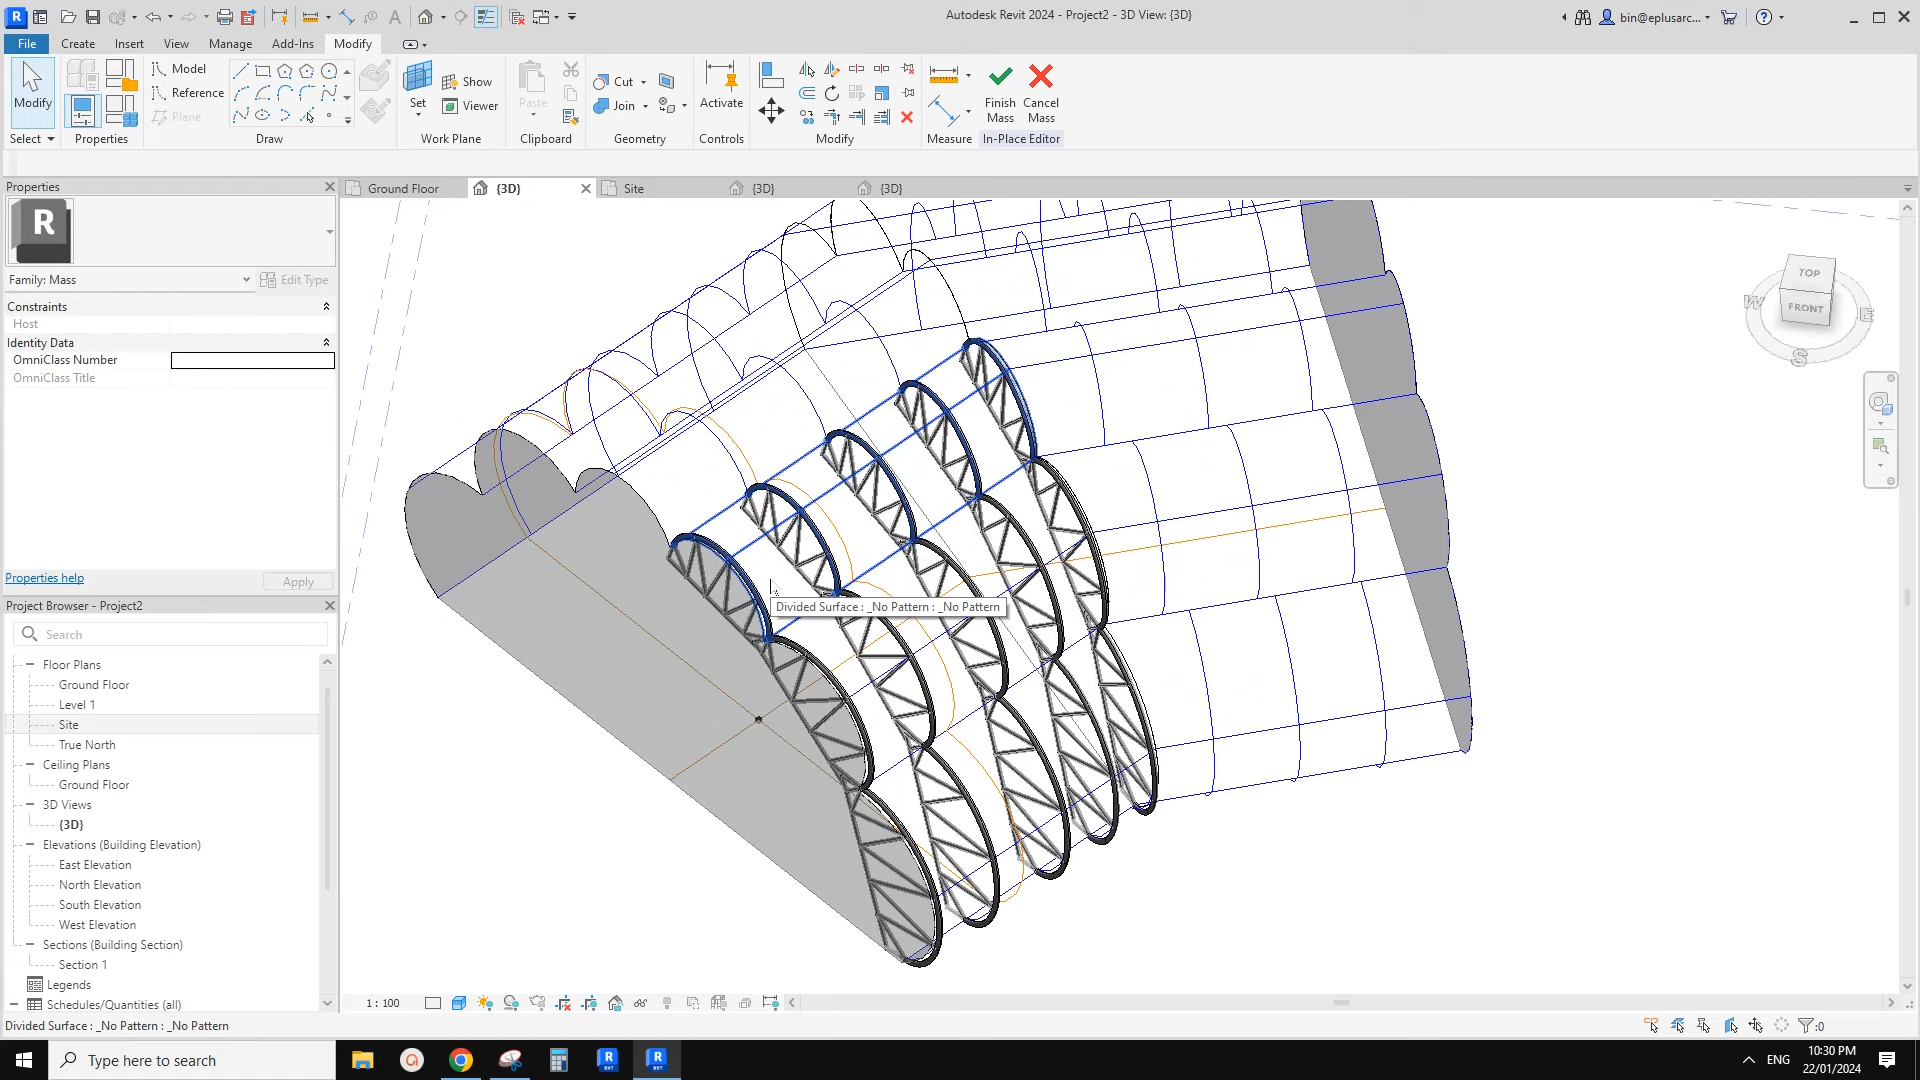 Autodesk Revit 2024 - Project2 - 3D View: {3D}
bin@eplusarc...
File Create Insert View Manage Add-Ins Modify
Modify
Model
Reference
Plane
Set
Show
Viewer
Paste
Cut
Join
Activate
Finish Mass
Cancel Mass
Select Properties Draw Work Plane Clipboard Geometry Controls Modify Measure In-Place Editor
Properties
Ground Floor {3D} Site {3D} {3D}
R
Family: Mass Edit Type
Constraints
Host
Identity Data
OmniClass Number
OmniClass Title
Properties help Apply
Project Browser - Project2
Search
Floor Plans
Ground Floor
Level 1
Site
True North
Ceiling Plans
Ground Floor
3D Views
{3D}
Elevations (Building Elevation)
East Elevation
North Elevation
South Elevation
West Elevation
Sections (Building Section)
Section 1
Legends
Schedules/Quantities (all)
TOP
FRONT
W
E
S
Divided Surface : _No Pattern : _No Pattern
1 : 100
Divided Surface : _No Pattern : _No Pattern
:0
Type here to search
ENG
10:30 PM
22/01/2024